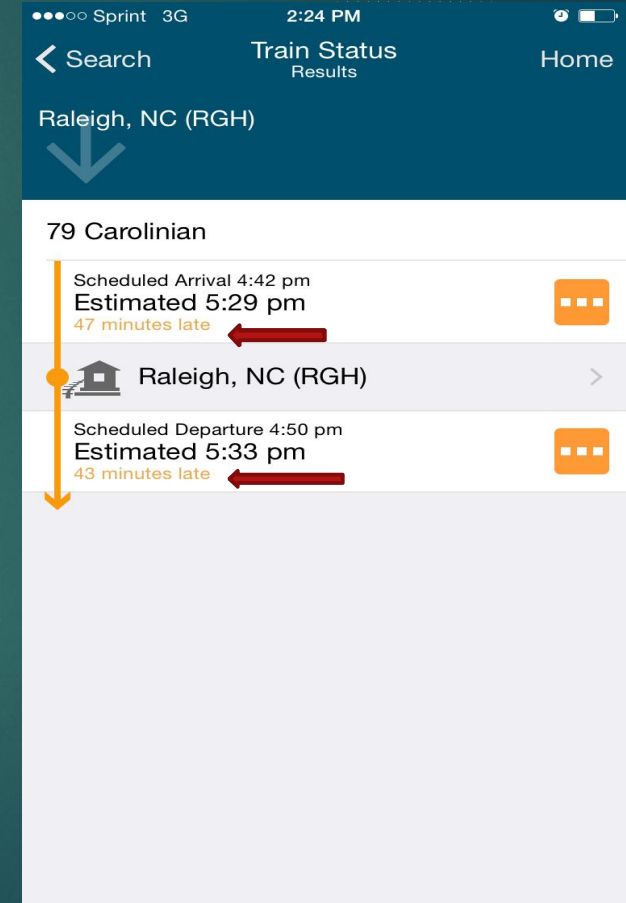 Sprint 3G 2:24 PM
Search Train Status Home
Results
Raleigh, NC (RGH)
79 Carolinian
Scheduled Arrival 4:42 pm
Estimated 5:29 pm
47 minutes late
Raleigh, NC (RGH)
Scheduled Departure 4:50 pm
Estimated 5:33 pm
43 minutes late